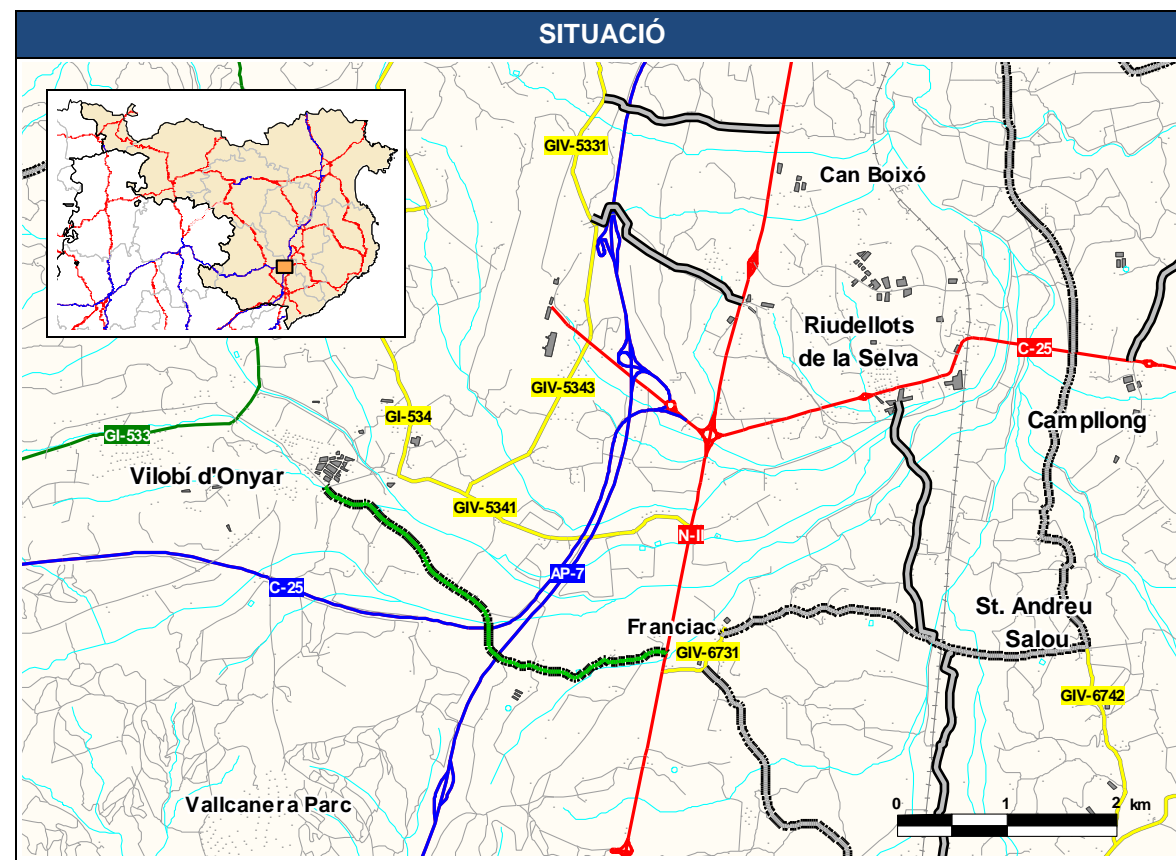 SITUACIÓ
GIV-5331
Can Boixó
Riudellots
de la Selva
C-25
GIV-5343
GI-534
Campllong
GI-533
Vilobí d'Onyar
GIV-5341
N-II
AP-7
C-25
St. Andreu
Salou
Franciac
GIV-6731
GIV-6742
Vallcanera Parc
0 1 2 km